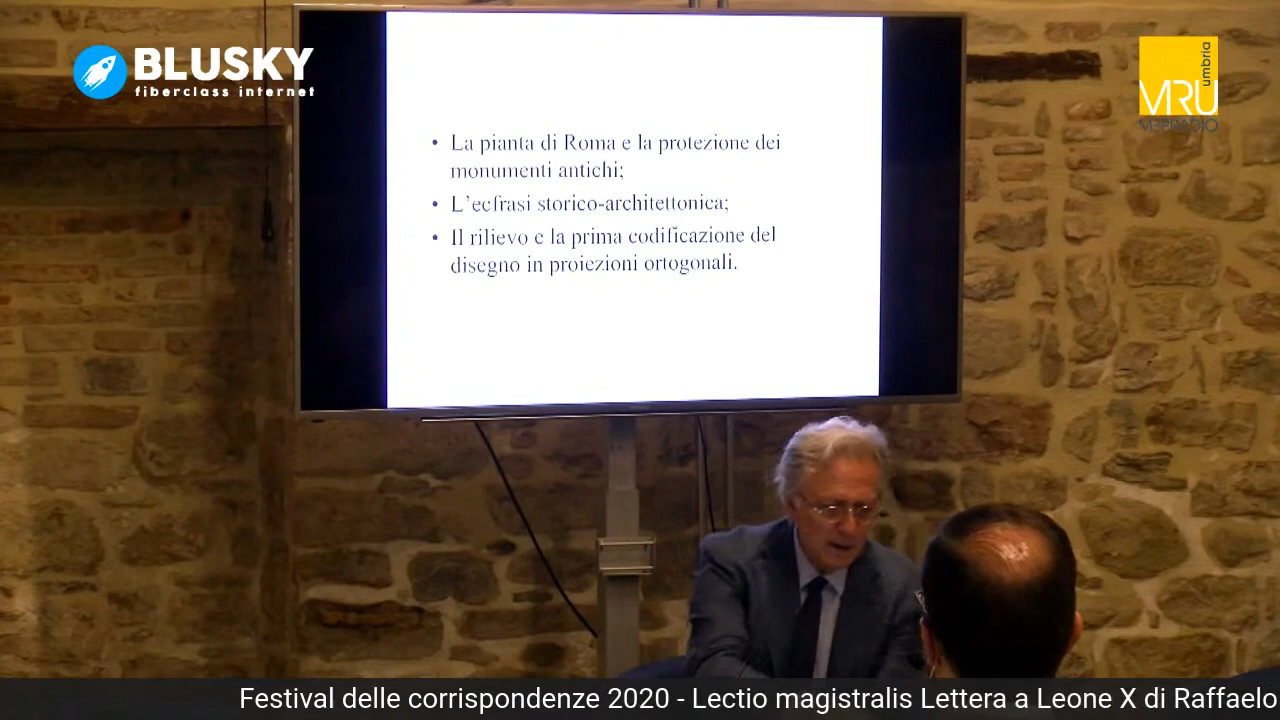 BLUSKY
fiberclass internet
umbria
VRU
WEBRADIO
• La pianta di Roma e la protezione dei
monumenti antichi;
• L'ecfrasi storico-architettonica;
• Il rilievo e la prima codificazione del
disegno in proiezioni ortogonali.
Festival delle corrispondenze 2020 - Lectio magistralis Lettera a Leone X di Raffaelo